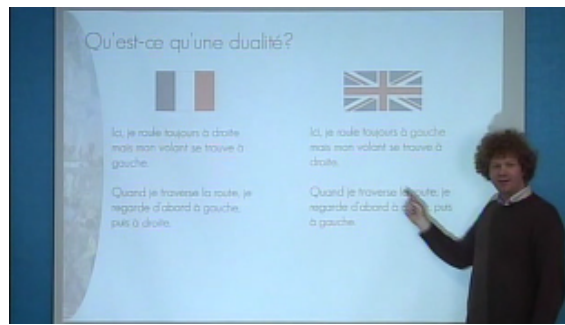 Qu'est-ce qu'une dualité?
Ici, je roule toujours à droite
mais mon volant se trouve à
gauche.
Quand je traverse la route, je
regarde d'abord à gauche,
puis à droite.
Ici, je roule toujours à gauche
mais mon volant se trouve à
droite.
Quand je traverse la route, je
regarde d'abord à puis
à gauche.